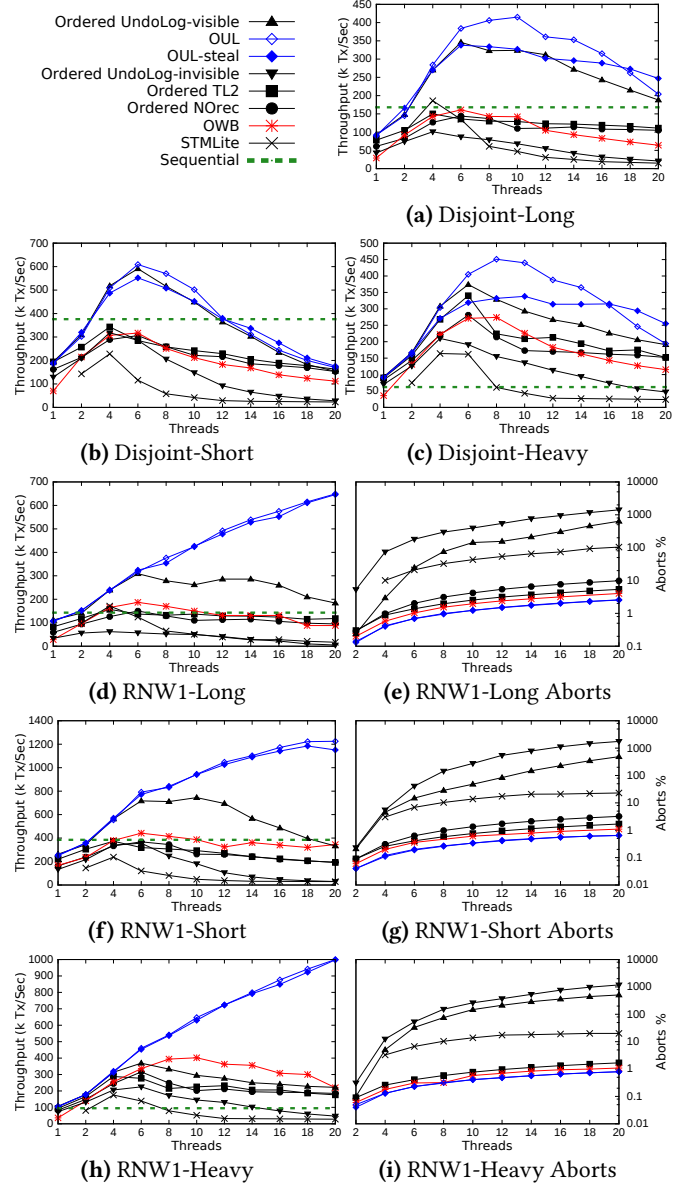 Ordered UndoLog-visible
OUL
OUL-steal
Ordered UndoLog-invisible
Ordered TL2
Ordered NOrec
OWB
STMLite
Sequential
Throughput (k Tx/Sec)
450
400
350
300
250
200
150
100
50
0
1 2 4 6 8 10 12 14 16 18 20
Threads
(a) Disjoint-Long
Throughput (k Tx/Sec)
700
600
500
400
300
200
100
0
1 2 4 6 8 10 12 14 16 18 20
Threads
(b) Disjoint-Short
Throughput (k Tx/Sec)
500
450
400
350
300
250
200
150
100
50
0
1 2 4 6 8 10 12 14 16 18 20
Threads
(c) Disjoint-Heavy
Throughput (k Tx/Sec)
700
600
500
400
300
200
100
0
1 2 4 6 8 10 12 14 16 18 20
Threads
(d) RNW1-Long
10000
1000
100
10
1
0.1
Aborts %
2 4 6 8 10 12 14 16 18 20
Threads
(e) RNW1-Long Aborts
Throughput (k Tx/Sec)
1400
1200
1000
800
600
400
200
0
1 2 4 6 8 10 12 14 16 18 20
Threads
(f) RNW1-Short
10000
1000
100
10
1
0.1
0.01
Aborts %
2 4 6 8 10 12 14 16 18 20
Threads
(g) RNW1-Short Aborts
Throughput (k Tx/Sec)
1000
900
800
700
600
500
400
300
200
100
0
1 2 4 6 8 10 12 14 16 18 20
Threads
(h) RNW1-Heavy
10000
1000
100
10
1
0.1
0.01
Aborts %
2 4 6 8 10 12 14 16 18 20
Threads
(i) RNW1-Heavy Aborts